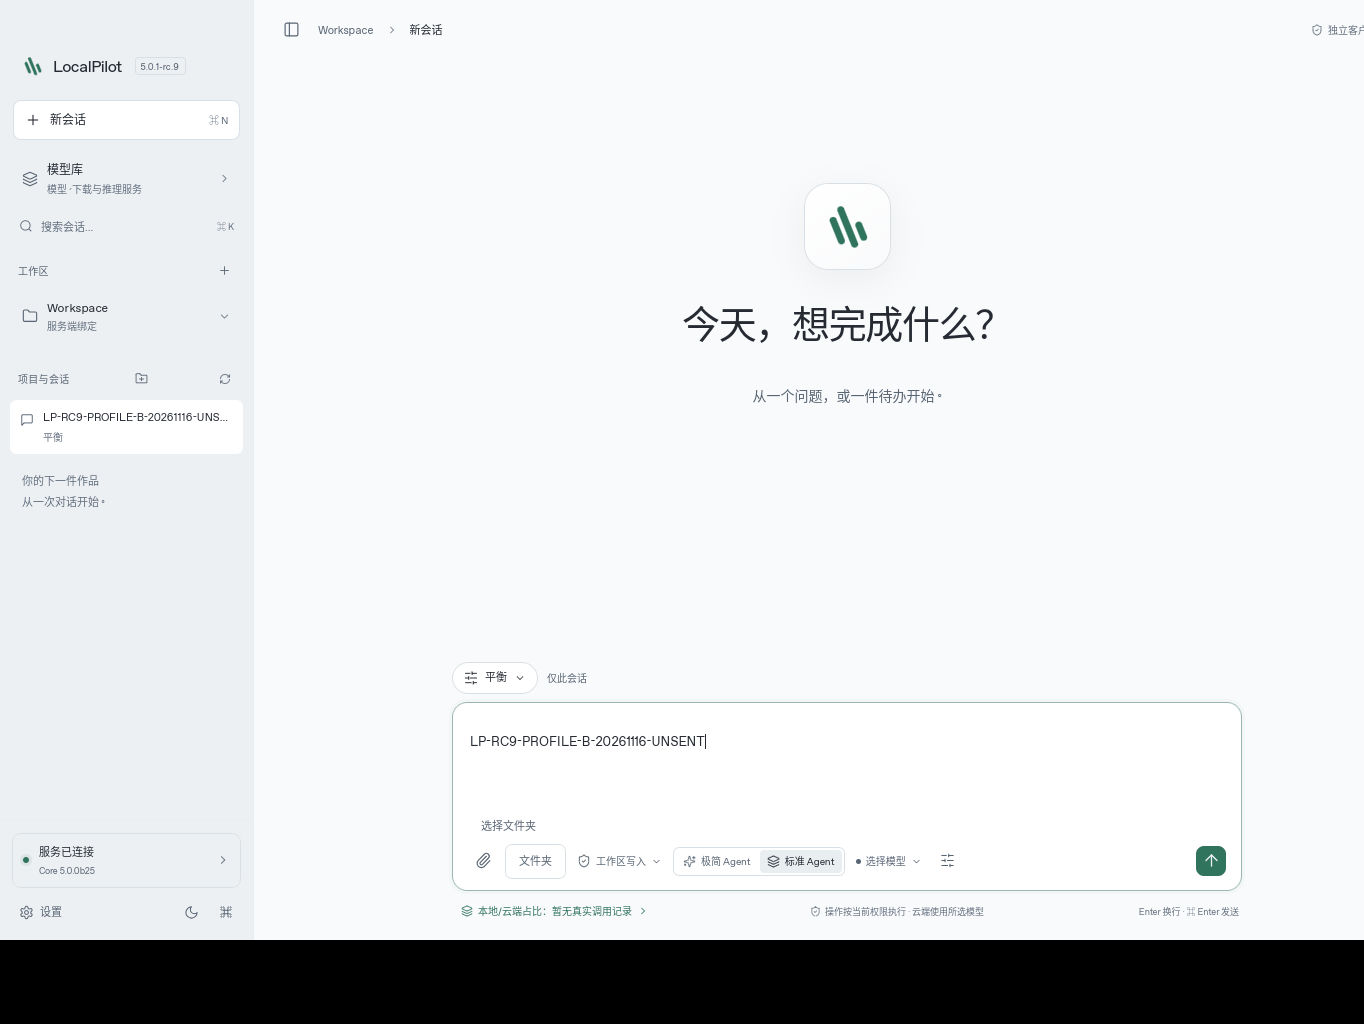 Workspace
新会话
独立客户
LocalPilot
5.0.1-rc.9
新会话
⌘N
模型库
模型 · 下载与推理服务
搜索会话...
⌘K
工作区
Workspace
服务端绑定
项目与会话
LP-RC9-PROFILE-B-20261116-UNS...
平衡
你的下一件作品
从一次对话开始。
服务已连接
Core 5.0.0b25
设置
⌘
今天，想完成什么？
从一个问题，或一件待办开始。
平衡
仅此会话
LP-RC9-PROFILE-B-20261116-UNSENT
选择文件夹
文件夹
工作区写入
极简 Agent
标准 Agent
选择模型
本地/云端占比：暂无真实调用记录
操作按当前权限执行 · 云端使用所选模型
Enter 换行 · ⌘ Enter 发送